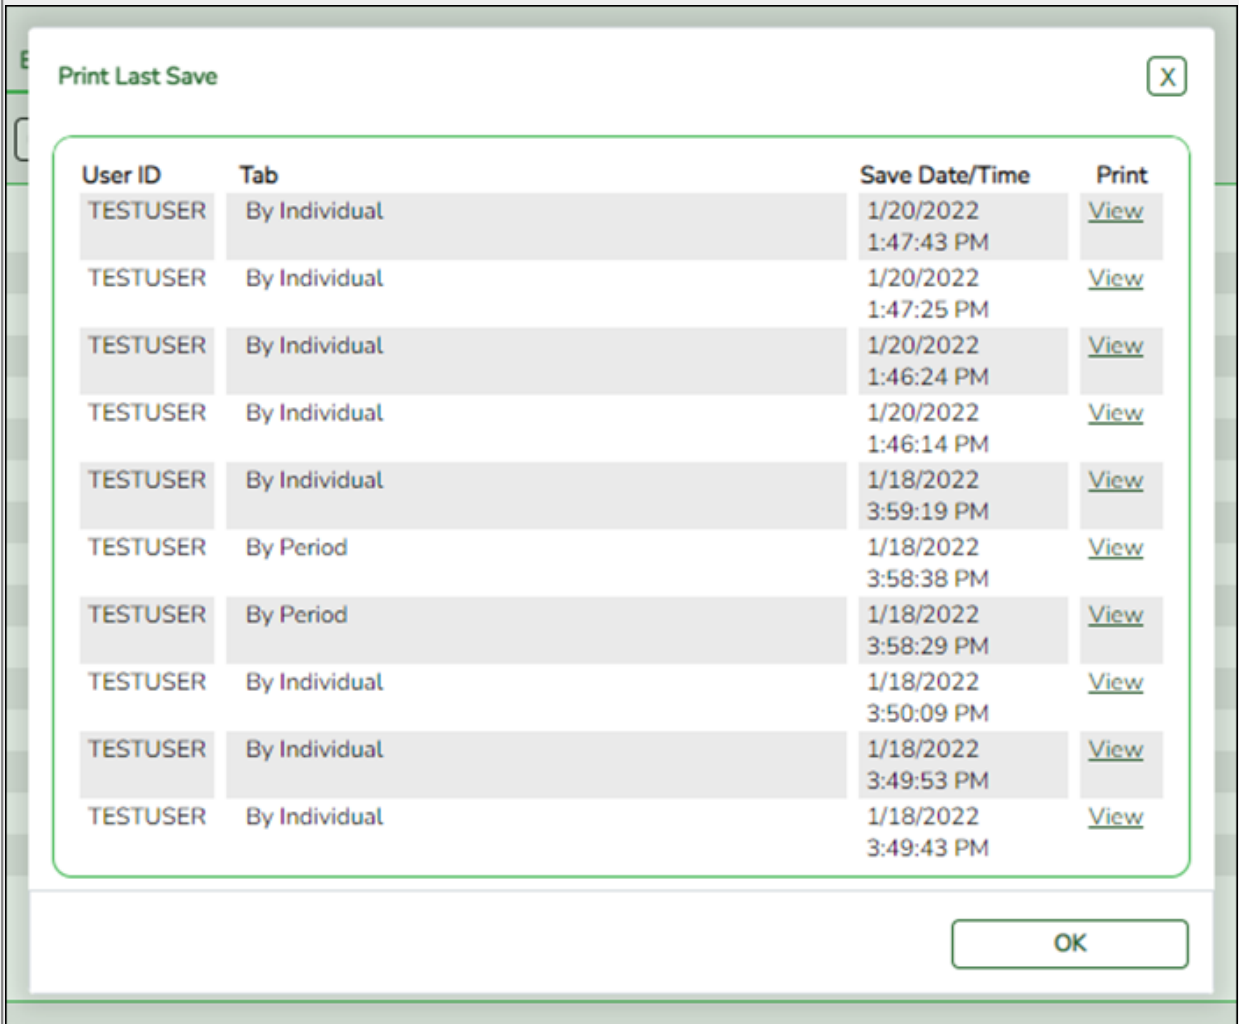 Print Last Save
X
User ID Tab Save Date/Time Print
TESTUSER By Individual 1/20/2022 View
1:47:43 PM
TESTUSER By Individual 1/20/2022 View
1:47:25 PM
TESTUSER By Individual 1/20/2022 View
1:46:24 PM
TESTUSER By Individual 1/20/2022 View
1:46:14 PM
TESTUSER By Individual 1/18/2022 View
3:59:19 PM
TESTUSER By Period 1/18/2022 View
3:58:38 PM
TESTUSER By Period 1/18/2022 View
3:58:29 PM
TESTUSER By Individual 1/18/2022 View
3:50:09 PM
TESTUSER By Individual 1/18/2022 View
3:49:53 PM
TESTUSER By Individual 1/18/2022 View
3:49:43 PM
OK